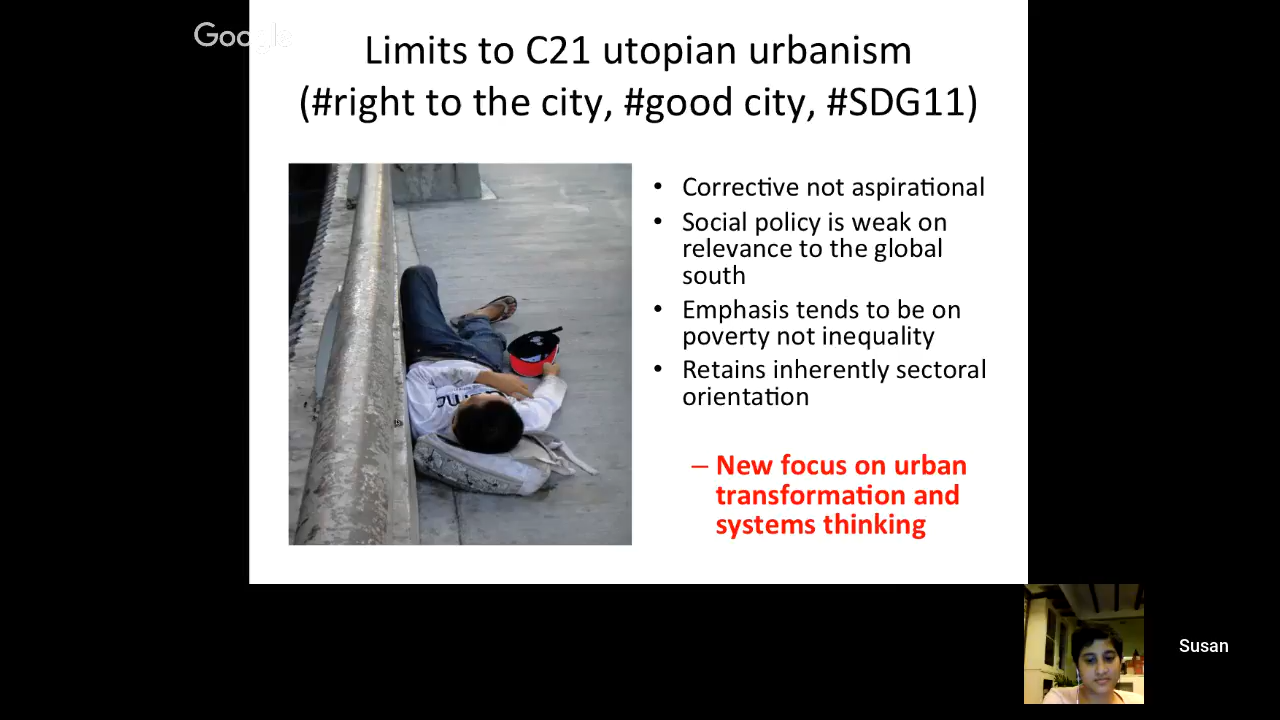 Google
Limits to C21 utopian urbanism
(#right to the city, #good city, #SDG11)
• Corrective not aspirational
• Social policy is weak on
relevance to the global
south
• Emphasis tends to be on
poverty not inequality
• Retains inherently sectoral
orientation
– New focus on urban
transformation and
systems thinking
Susan